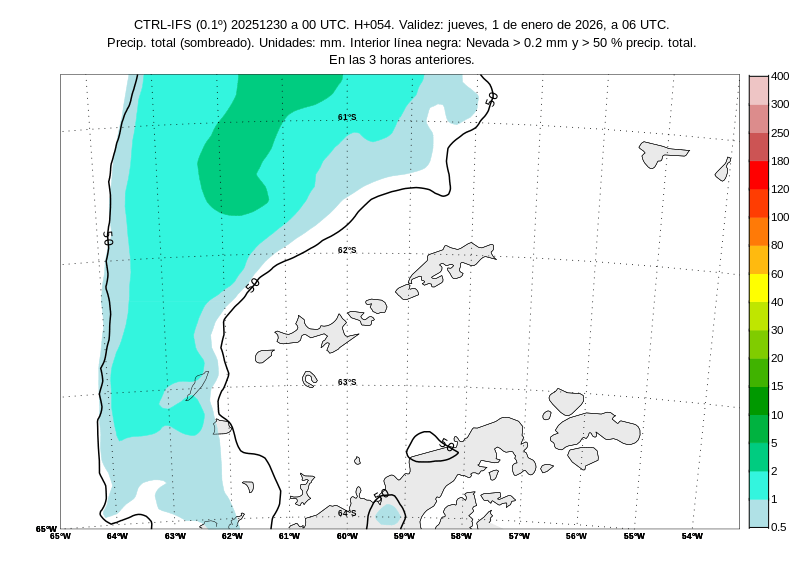 CTRL-IFS (0.1º) 20251230 a 00 UTC. H+054. Validez: jueves, 1 de enero de 2026, a 06 UTC.
Precip. total (sombreado). Unidades: mm. Interior línea negra: Nevada > 0.2 mm y > 50 % precip. total.
En las 3 horas anteriores.
400
300
250
180
120
100
80
60
40
30
20
15
10
5
2
1
0.5
61°S
62°S
63°S
64°S
50
50
50
50
50
65°W
65°W
64°W
63°W
62°W
61°W
60°W
59°W
58°W
57°W
56°W
55°W
54°W